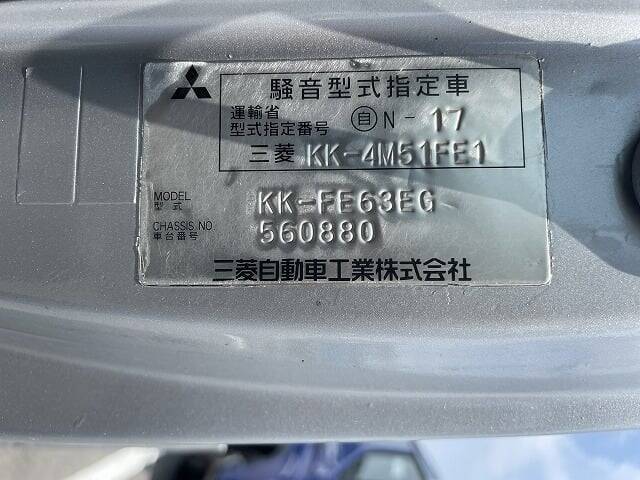 騒音型式指定車
運輸省
型式指定番号 自 N-17
三菱 KK-4M51FE1
MODEL
型式
KK-FE63EG
CHASSIS NO
車台番号
560880
三菱自動車工業株式会社